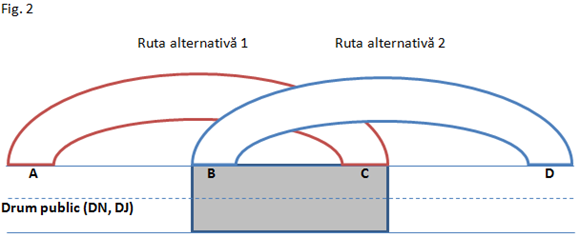 Fig. 2
Ruta alternativă 1 Ruta alternativă 2
A B C D
Drum public (DN, DJ)